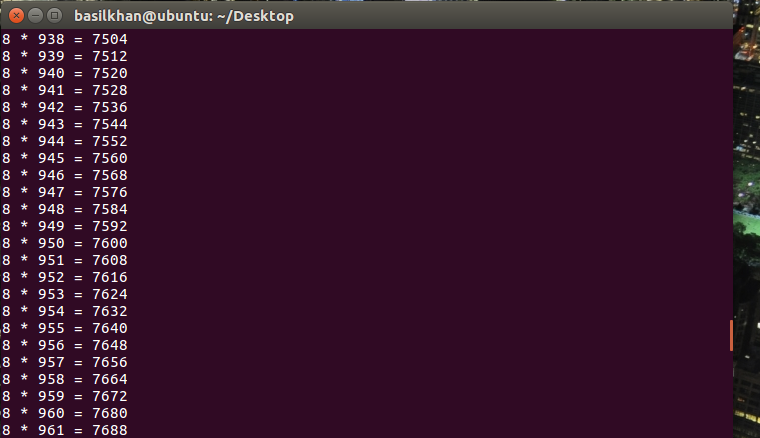 basilkhan@ubuntu: ~/Desktop
8 * 938 = 7504
8 * 939 = 7512
8 * 940 = 7520
8 * 941 = 7528
8 * 942 = 7536
8 * 943 = 7544
8 * 944 = 7552
8 * 945 = 7560
8 * 946 = 7568
8 * 947 = 7576
8 * 948 = 7584
8 * 949 = 7592
8 * 950 = 7600
8 * 951 = 7608
8 * 952 = 7616
8 * 953 = 7624
8 * 954 = 7632
8 * 955 = 7640
8 * 956 = 7648
8 * 957 = 7656
8 * 958 = 7664
8 * 959 = 7672
8 * 960 = 7680
8 * 961 = 7688